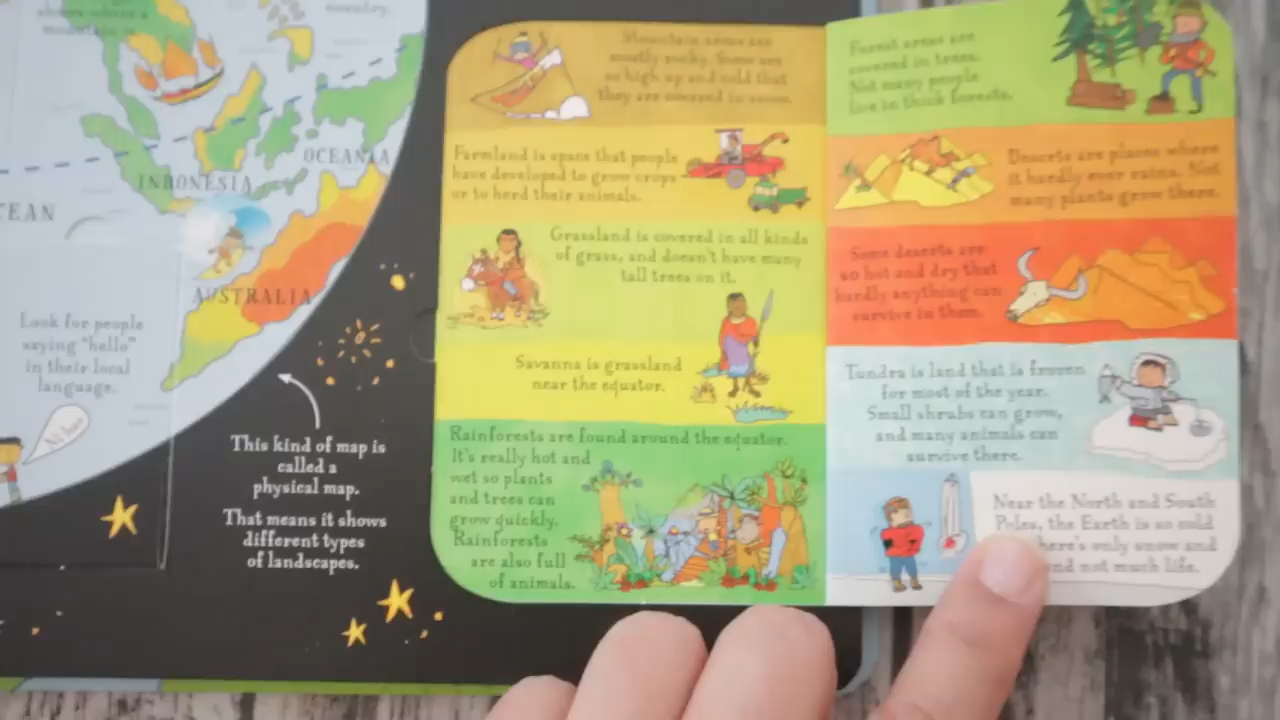 country.
OCEANIA
INDONESIA
CEAN
AUSTRALIA
Look for people
saying "hello"
in their local
language.
This kind of map is
called a
physical map.
That means it shows
different types
of landscapes.
Mountain areas are
mostly rocky. Some are
so high up and cold that
they are covered in snow.
Farmland is space that people
have developed to grow crops
or to herd their animals.
Grassland is covered in all kinds
of grass, and doesn't have many
tall trees on it.
Savanna is grassland
near the equator.
Rainforests are found around the equator.
It's really hot and
wet so plants
and trees can
grow quickly.
Rainforests
are also full
of animals.
Forest areas are
covered in trees.
Not many people
live in thick forests.
Deserts are places where
it hardly ever rains. Not
many plants grow there.
Some deserts are
so hot and dry that
hardly anything can
survive in them.
Tundra is land that is frozen
for most of the year.
Small shrubs can grow,
and many animals can
survive there.
Near the North and South
Poles, the Earth is so cold
there's only snow and
and not much life.